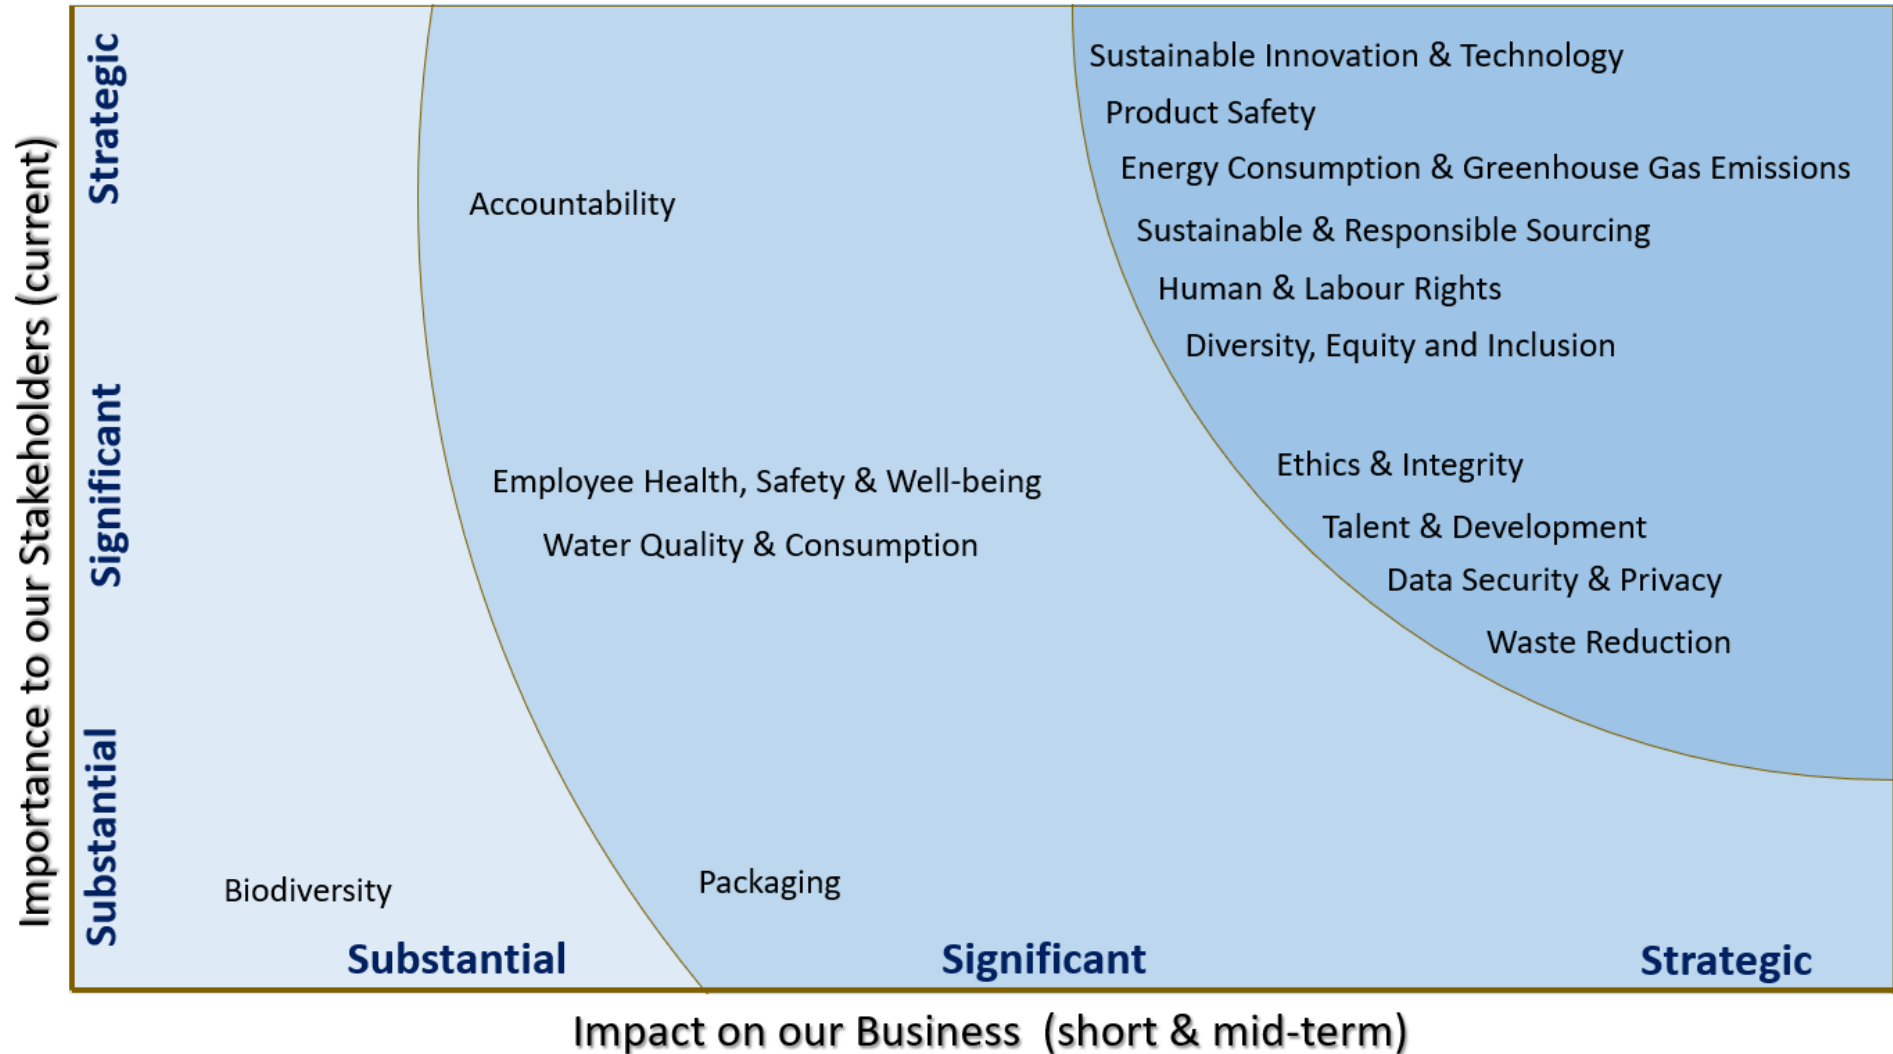 Importance to our Stakeholders (current)
Strategic
Significant
Substantial
Sustainable Innovation & Technology
Product Safety
Energy Consumption & Greenhouse Gas Emissions
Accountability
Sustainable & Responsible Sourcing
Human & Labour Rights
Diversity, Equity and Inclusion
Ethics & Integrity
Employee Health, Safety & Well-being
Talent & Development
Water Quality & Consumption
Data Security & Privacy
Waste Reduction
Packaging
Biodiversity
Substantial
Significant
Strategic
Impact on our Business (short & mid-term)